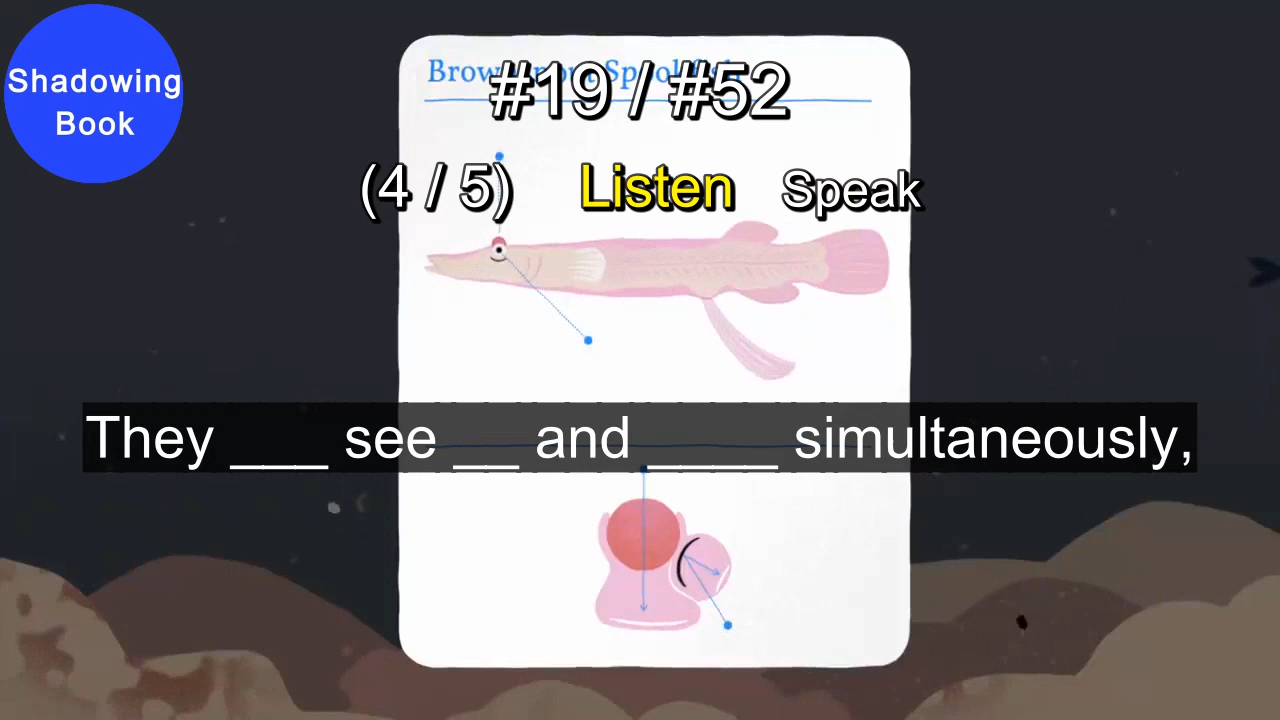 Shadowing
Book
#19 / #52
(4 / 5) Listen Speak
They ___ see __ and ____ simultaneously,